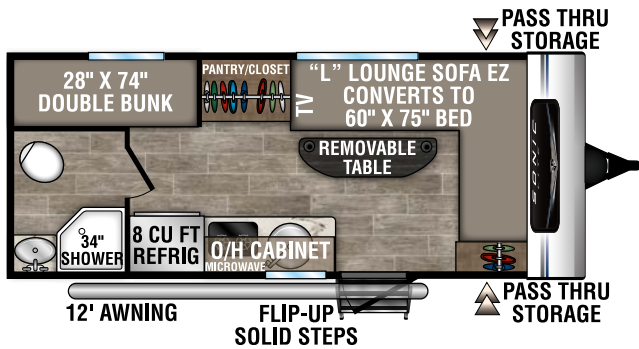 PASS THRU
STORAGE
28" X 74"
DOUBLE BUNK
PANTRY/CLOSET
TV
"L" LOUNGE SOFA EZ
CONVERTS TO
60" X 75" BED
REMOVABLE
TABLE
SONIC
34"
SHOWER
8 CU FT
REFRIG
O/H CABINET
MICROWAVE
12' AWNING
FLIP-UP
SOLID STEPS
PASS THRU
STORAGE